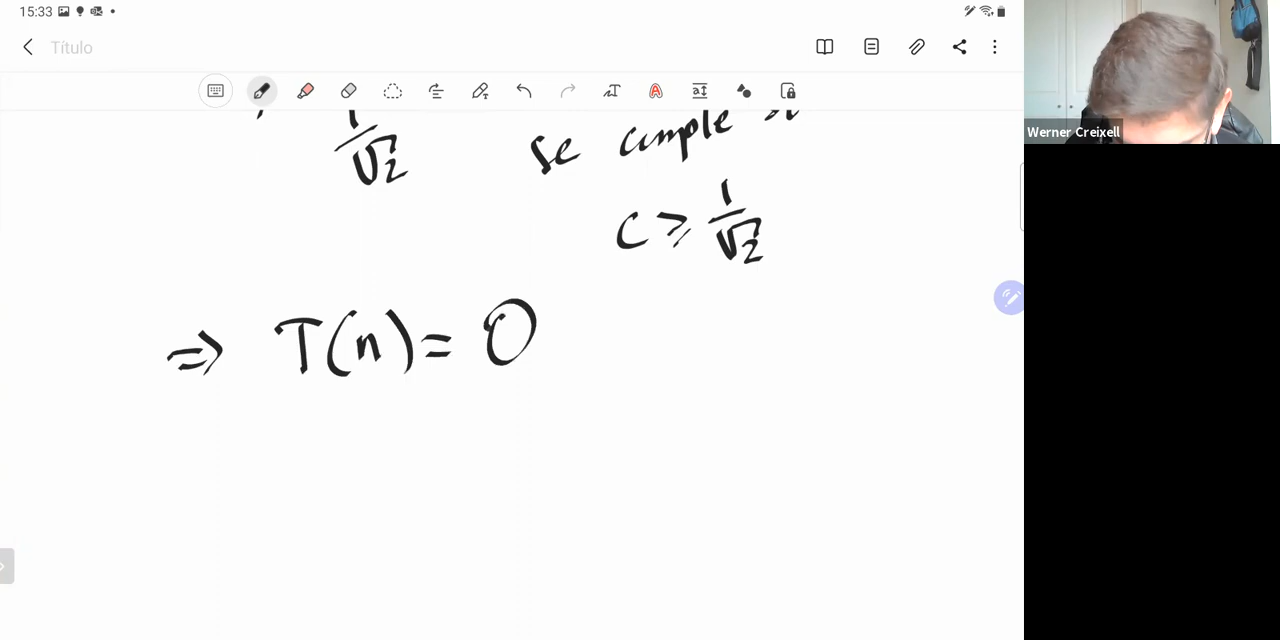 15:33
Título
Werner Creixell
1/√2 se cumple si
c ≥ 1/√2
⇒ T(n) = O